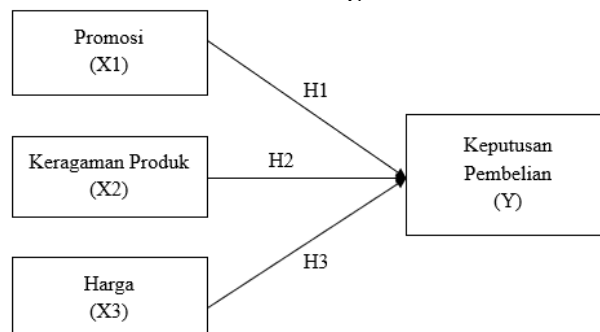 Promosi
(X1)
H1
Keragaman Produk
(X2)
H2
Keputusan
Pembelian
(Y)
H3
Harga
(X3)